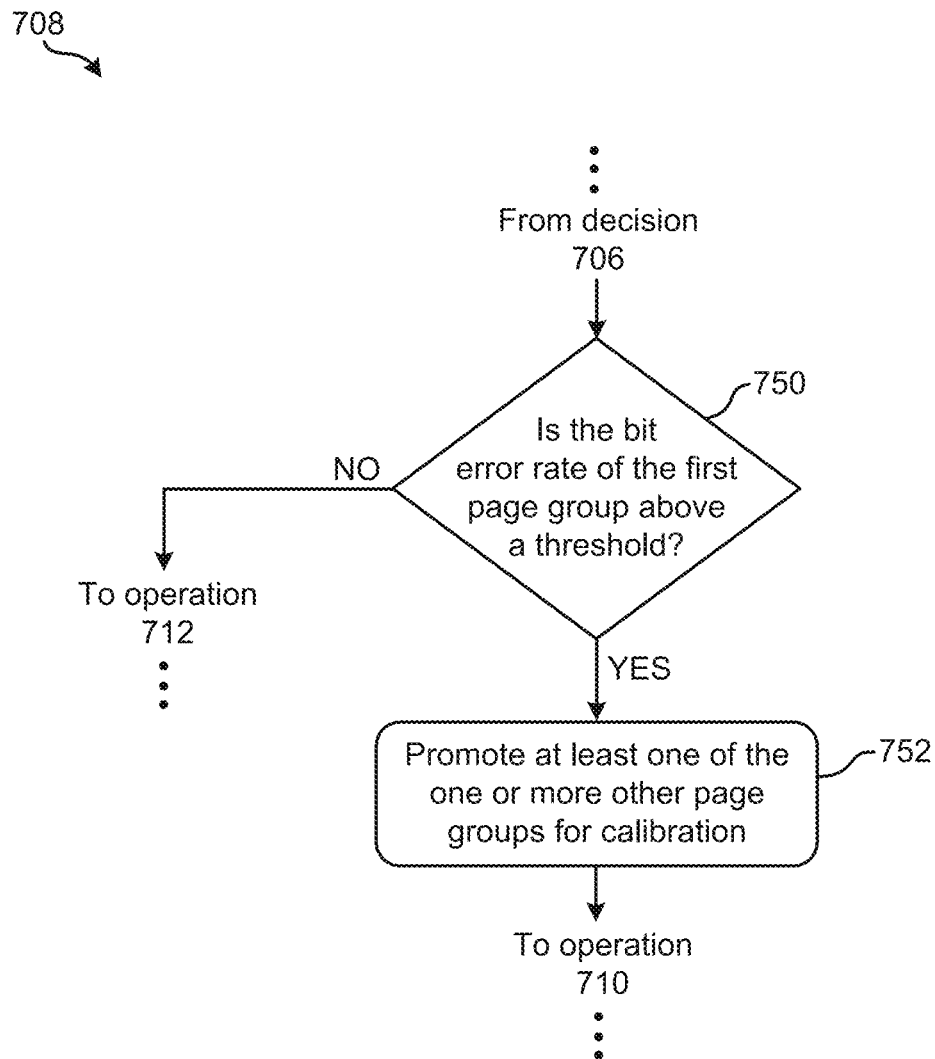 708
From decision
706
750
Is the bit
error rate of the first
page group above
a threshold?
NO
To operation
712
YES
752
Promote at least one of the
one or more other page
groups for calibration
To operation
710